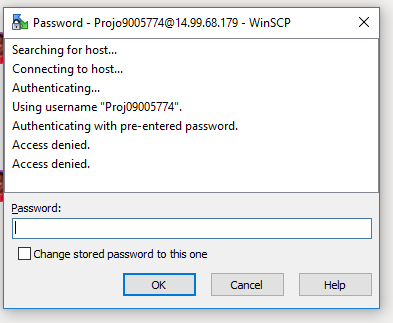 Password - Projo9005774@14.99.68.179 - WinSCP
Searching for host...
Connecting to host...
Authenticating...
Using username "Proj09005774".
Authenticating with pre-entered password.
Access denied.
Access denied.
Password:
Change stored password to this one
OK
Cancel
Help